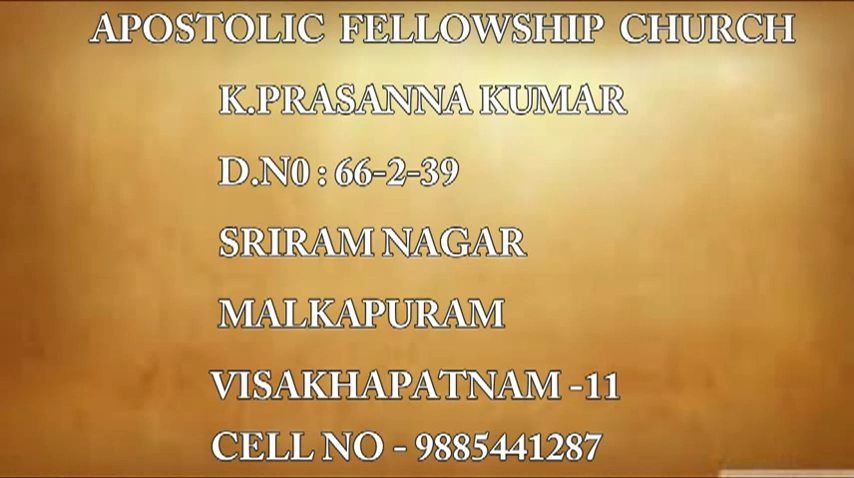 APOSTOLIC FELLOWSHIP CHURCH
K.PRASANNA KUMAR
D.N0 : 66-2-39
SRIRAM NAGAR
MALKAPURAM
VISAKHAPATNAM -11
CELL NO - 9885441287